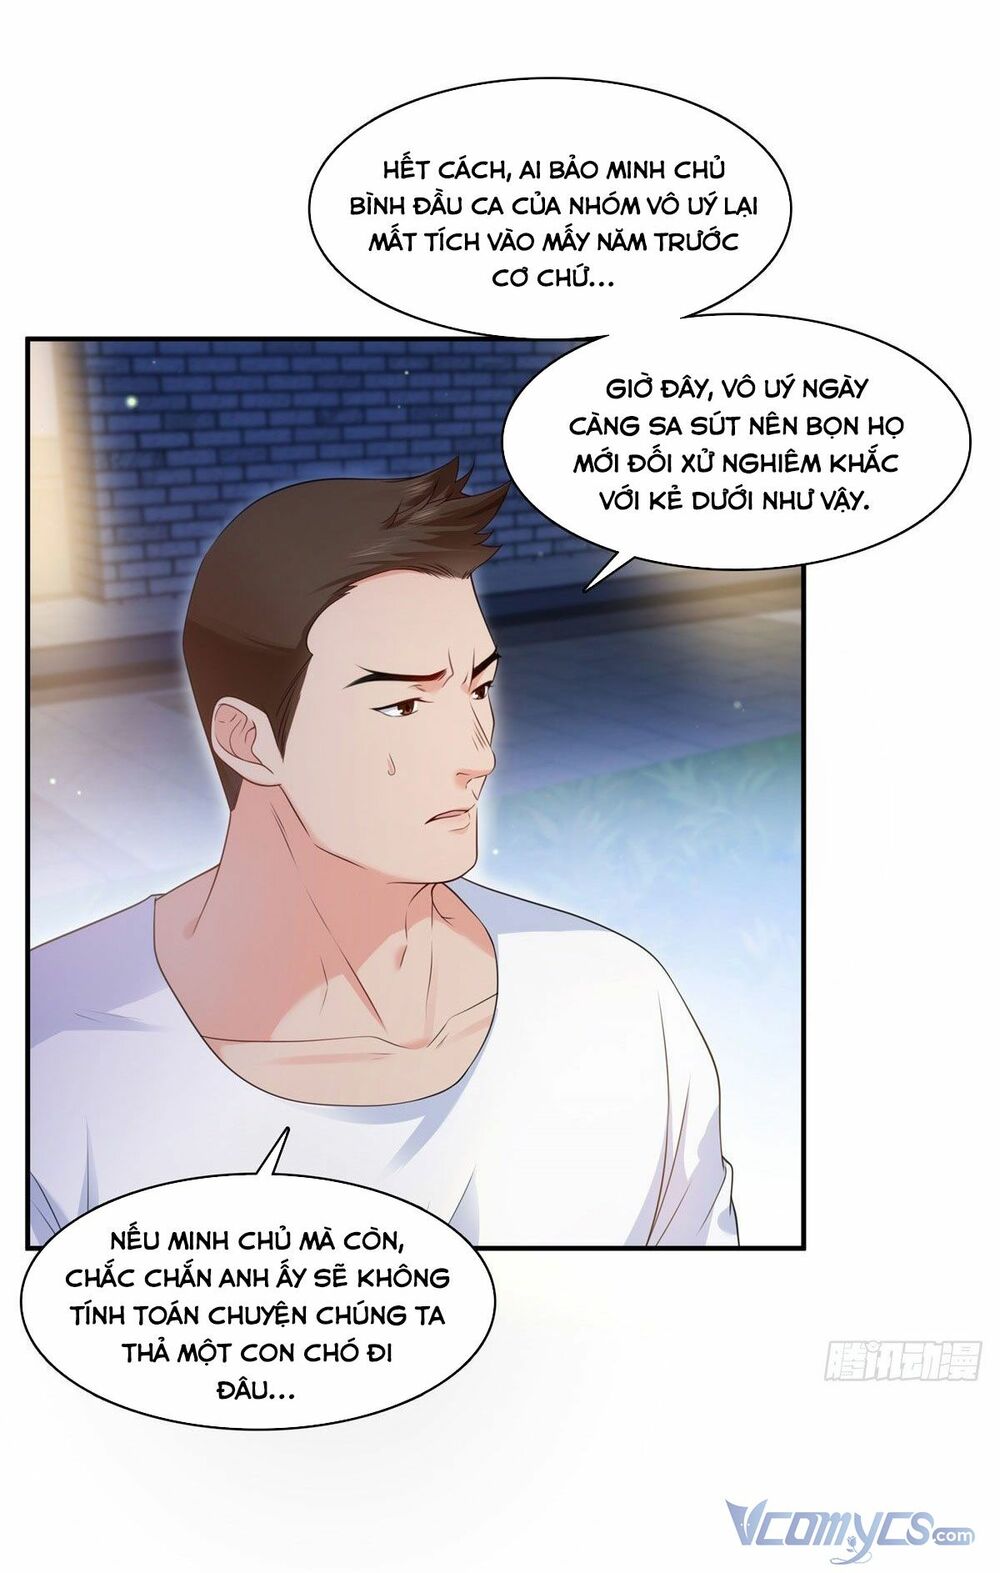 HẾT CÁCH, AI BẢO MINH CHỦ
BÌNH ĐẦU CA CỦA NHÓM VÔ UÝ LẠI
MẤT TÍCH VÀO MẤY NĂM TRƯỚC
CƠ CHỨ...
GIỜ ĐÂY, VÔ UÝ NGÀY
CÀNG SA SÚT NÊN BỌN HỌ
MỚI ĐỐI XỬ NGHIÊM KHẮC
VỚI KẺ DƯỚI NHƯ VẬY.
NẾU MINH CHỦ MÀ CÒN,
CHẮC CHẮN ANH ẤY SẼ KHÔNG
TÍNH TOÁN CHUYỆN CHÚNG TA
THẢ MỘT CON CHÓ ĐI
ĐÂU...
腾讯动漫
VCOMYCS.com